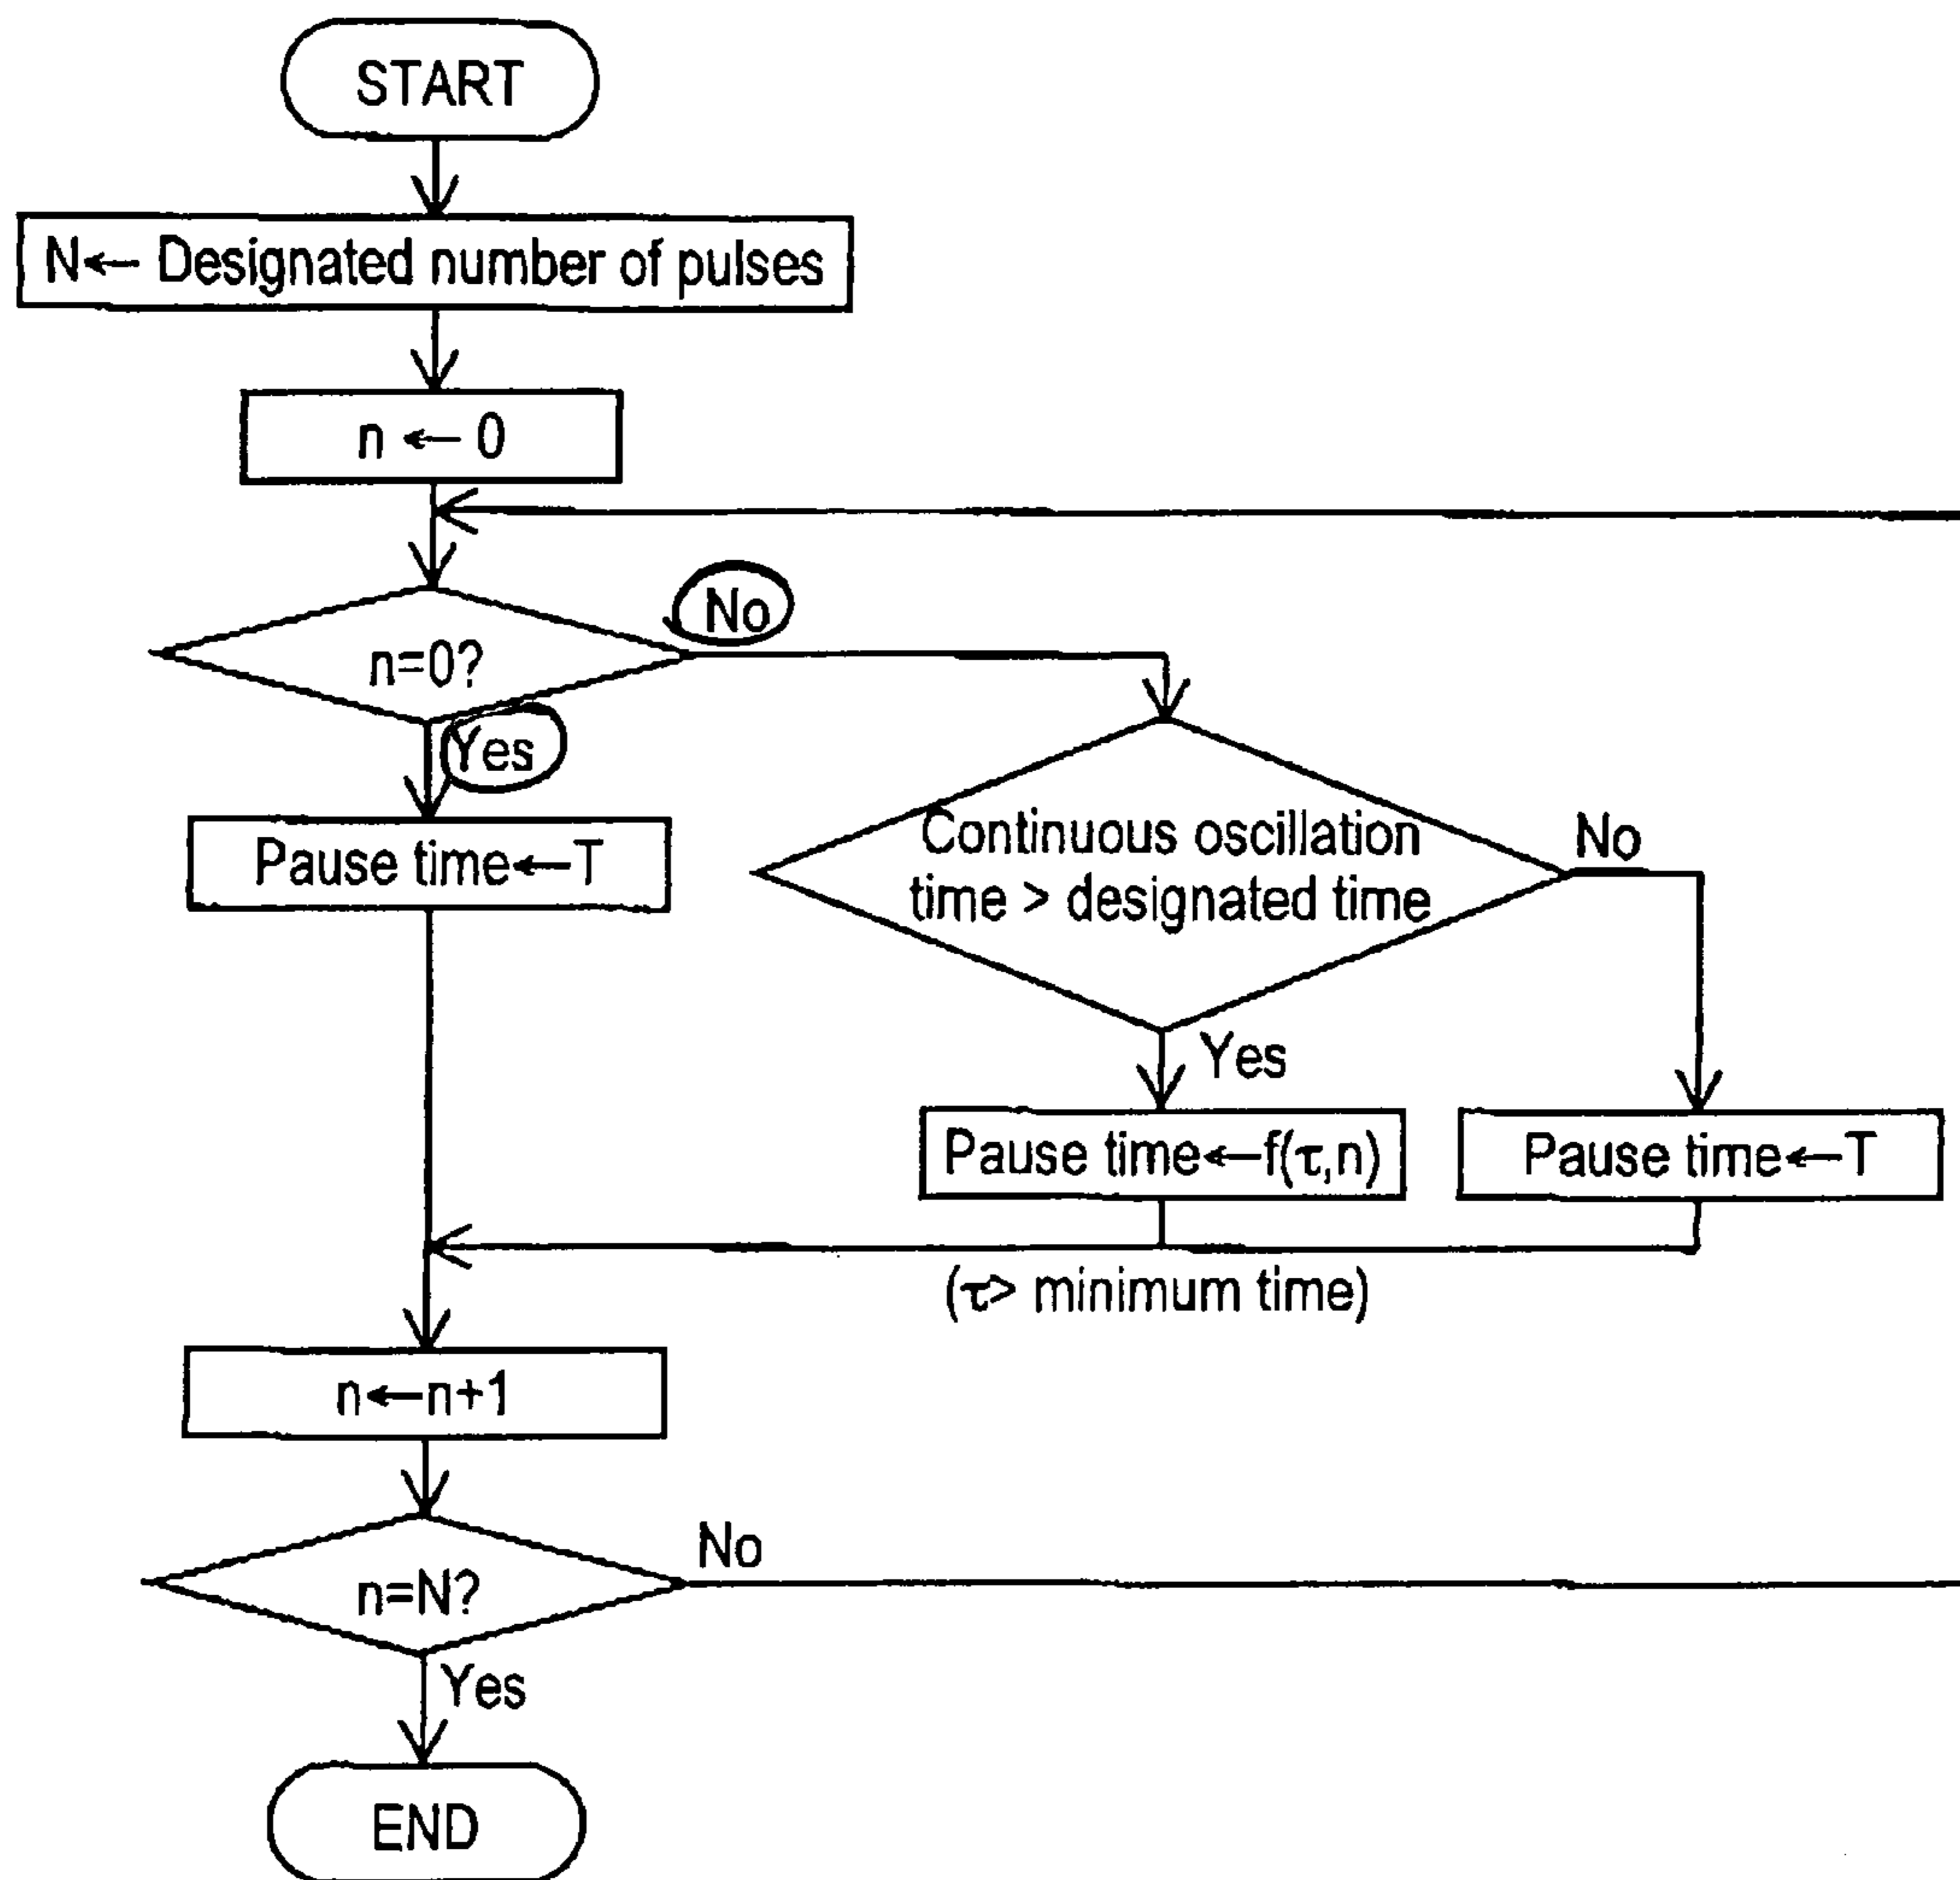 START
N← Designated number of pulses
n ← 0
n=0?
No
Yes
Pause time←T
Continuous oscillation
time > designated time
No
Yes
Pause time←f(τ,n)
Pause time←T
(τ> minimum time)
n←n+1
n=N?
No
Yes
END